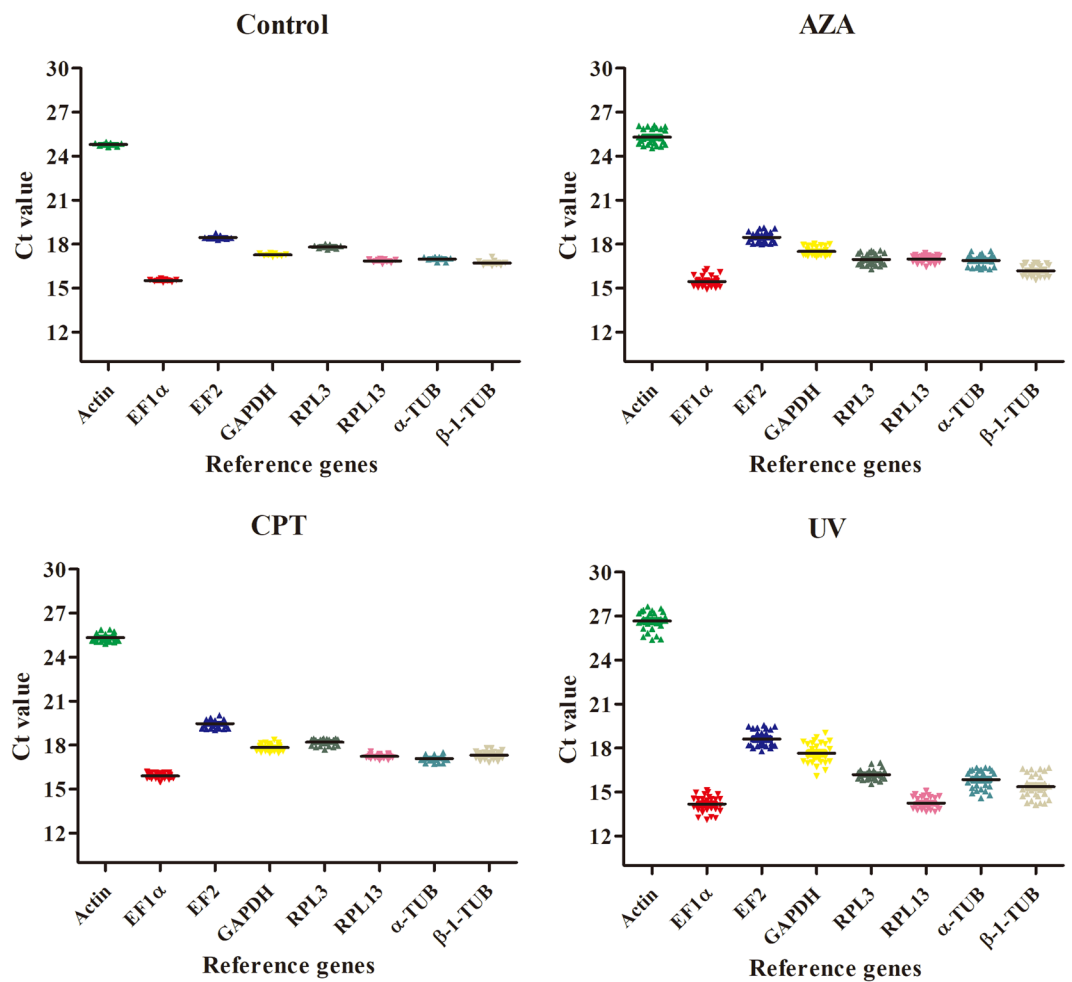 Control
Ct value
30
27
24
21
18
15
12
Actin
EF1α
EF2
GAPDH
RPL3
RPL13
α-TUB
β-1-TUB
Reference genes
AZA
Ct value
30
27
24
21
18
15
12
Actin
EF1α
EF2
GAPDH
RPL3
RPL13
α-TUB
β-1-TUB
Reference genes
CPT
Ct value
30
27
24
21
18
15
12
Actin
EF1α
EF2
GAPDH
RPL3
RPL13
α-TUB
β-1-TUB
Reference genes
UV
Ct value
30
27
24
21
18
15
12
Actin
EF1α
EF2
GAPDH
RPL3
RPL13
α-TUB
β-1-TUB
Reference genes